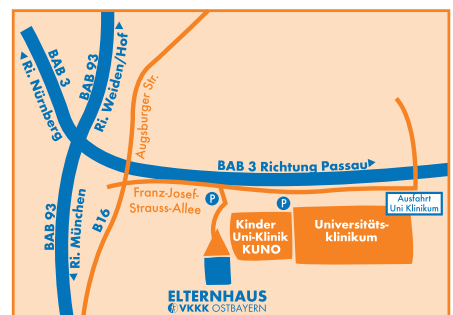 BAB 3
Ri. Nürnberg
BAB 93
Ri. Weiden/Hof
Augsburger Str.
BAB 3 Richtung Passau
Franz-Josef-
Strauss-Allee
P
P
Ausfahrt
Uni Klinikum
B16
BAB 93
Ri. München
Kinder
Uni-Klinik
KUNO
Universitäts-
klinikum
ELTERNHAUS
VKKK OSTBAYERN